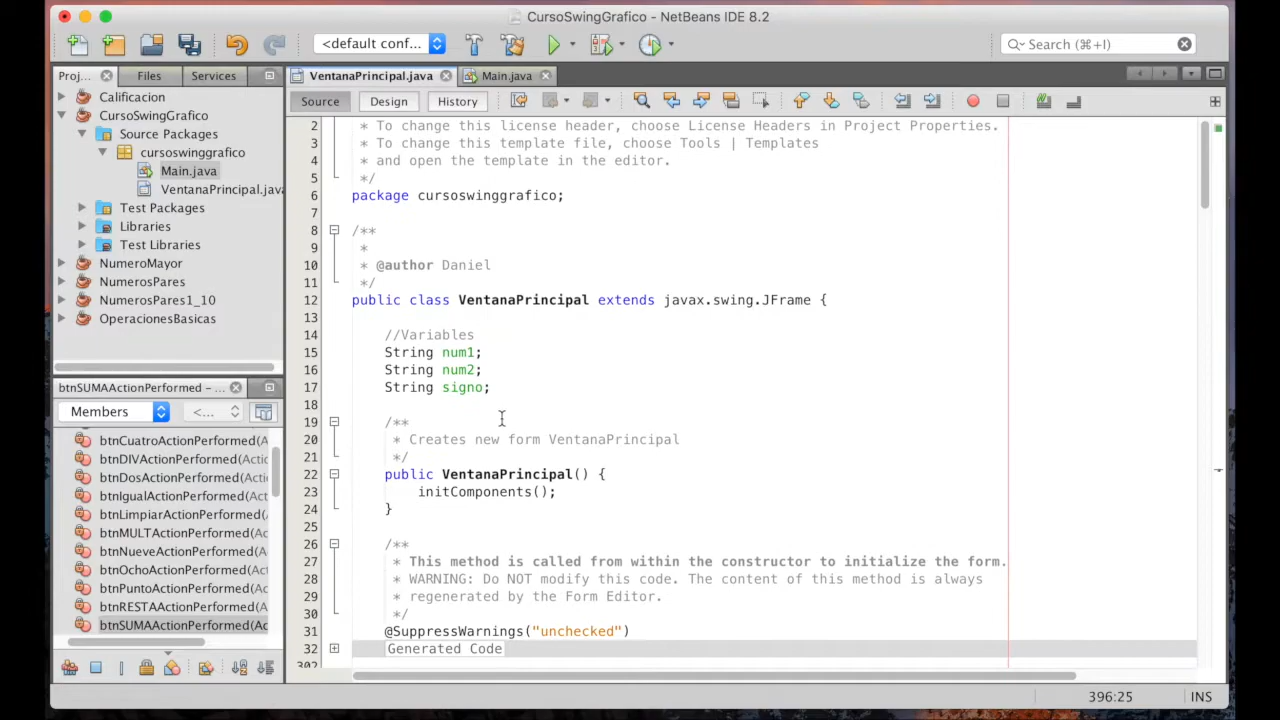 CursoSwingGrafico - NetBeans IDE 8.2
<default conf...
Search (⌘+I)
Proj...
Files
Services
VentanaPrincipal.java
Main.java
Source
Design
History
Calificacion
CursoSwingGrafico
Source Packages
cursoswinggrafico
Main.java
VentanaPrincipal.java
Test Packages
Libraries
Test Libraries
NumeroMayor
NumerosPares
NumerosPares1_10
OperacionesBasicas
btnSUMAActionPerformed – ...
Members
<...
btnCuatroActionPerformed(A
btnDIVActionPerformed(Actio
btnDosActionPerformed(Actio
btnIgualActionPerformed(Act
btnLimpiarActionPerformed(A
btnMULTActionPerformed(Ac
btnNueveActionPerformed(Ac
btnOchoActionPerformed(Act
btnPuntoActionPerformed(Ac
btnRESTAActionPerformed(Ac
btnSUMAActionPerformed(Ac
2 * To change this license header, choose License Headers in Project Properties.
3 * To change this template file, choose Tools | Templates
4 * and open the template in the editor.
5 */
6 package cursoswinggrafico;
7
8 /**
9 *
10 * @author Daniel
11 */
12 public class VentanaPrincipal extends javax.swing.JFrame {
13
14 //Variables
15 String num1;
16 String num2;
17 String signo;
18
19 /**
20 * Creates new form VentanaPrincipal
21 */
22 public VentanaPrincipal() {
23 initComponents();
24 }
25
26 /**
27 * This method is called from within the constructor to initialize the form.
28 * WARNING: Do NOT modify this code. The content of this method is always
29 * regenerated by the Form Editor.
30 */
31 @SuppressWarnings("unchecked")
32 Generated Code
302
396:25
INS